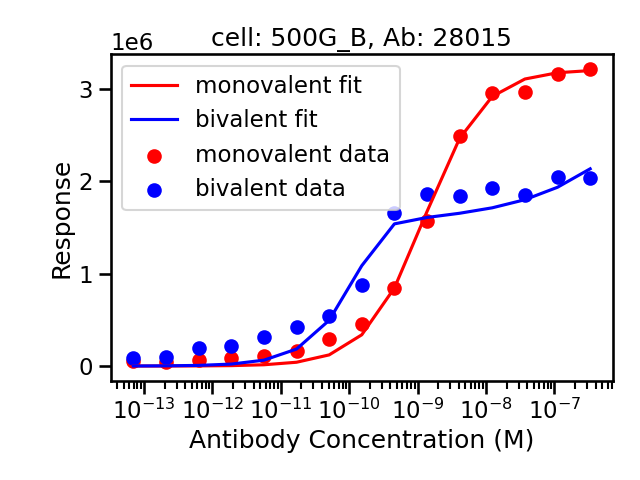 cell: 500G_B, Ab: 28015
1e6
monovalent fit
bivalent fit
monovalent data
bivalent data
3
2
1
0
Response
10⁻¹³ 10⁻¹² 10⁻¹¹ 10⁻¹⁰ 10⁻⁹ 10⁻⁸ 10⁻⁷
Antibody Concentration (M)